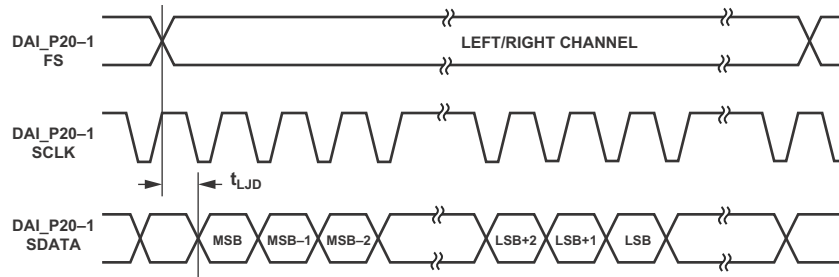 DAI_P20–1
FS
LEFT/RIGHT CHANNEL
DAI_P20–1
SCLK
tLJD
DAI_P20–1
SDATA
MSB MSB–1 MSB–2 LSB+2 LSB+1 LSB